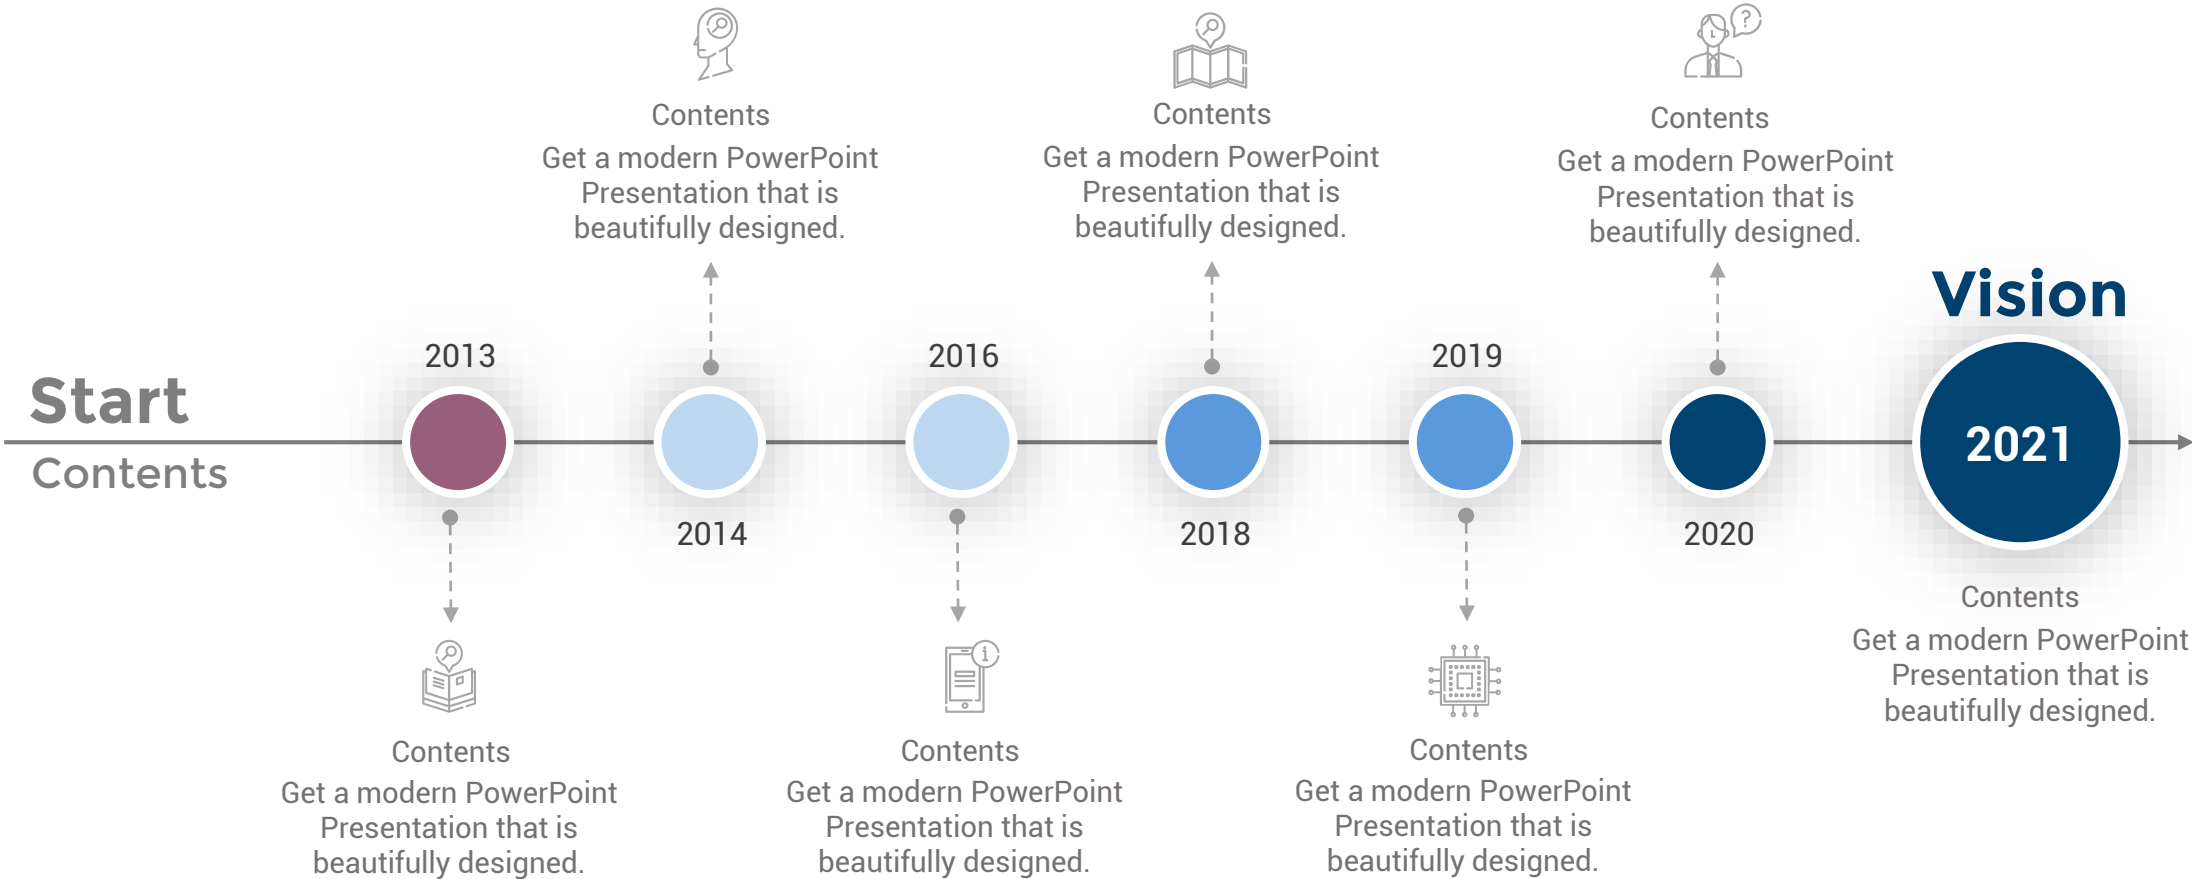 Contents
Get a modern PowerPoint
Presentation that is
beautifully designed.
Contents
Get a modern PowerPoint
Presentation that is
beautifully designed.
?
Contents
Get a modern PowerPoint
Presentation that is
beautifully designed.
Start
Contents
2013
2014
2016
2018
2019
2020
Vision
2021
Contents
Get a modern PowerPoint
Presentation that is
beautifully designed.
Contents
Get a modern PowerPoint
Presentation that is
beautifully designed.
i
Contents
Get a modern PowerPoint
Presentation that is
beautifully designed.
Contents
Get a modern PowerPoint
Presentation that is
beautifully designed.